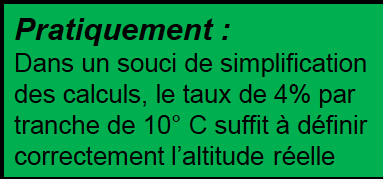 Pratiquement :
Dans un souci de simplification
des calculs, le taux de 4% par
tranche de 10° C suffit à définir
correctement l’altitude réelle